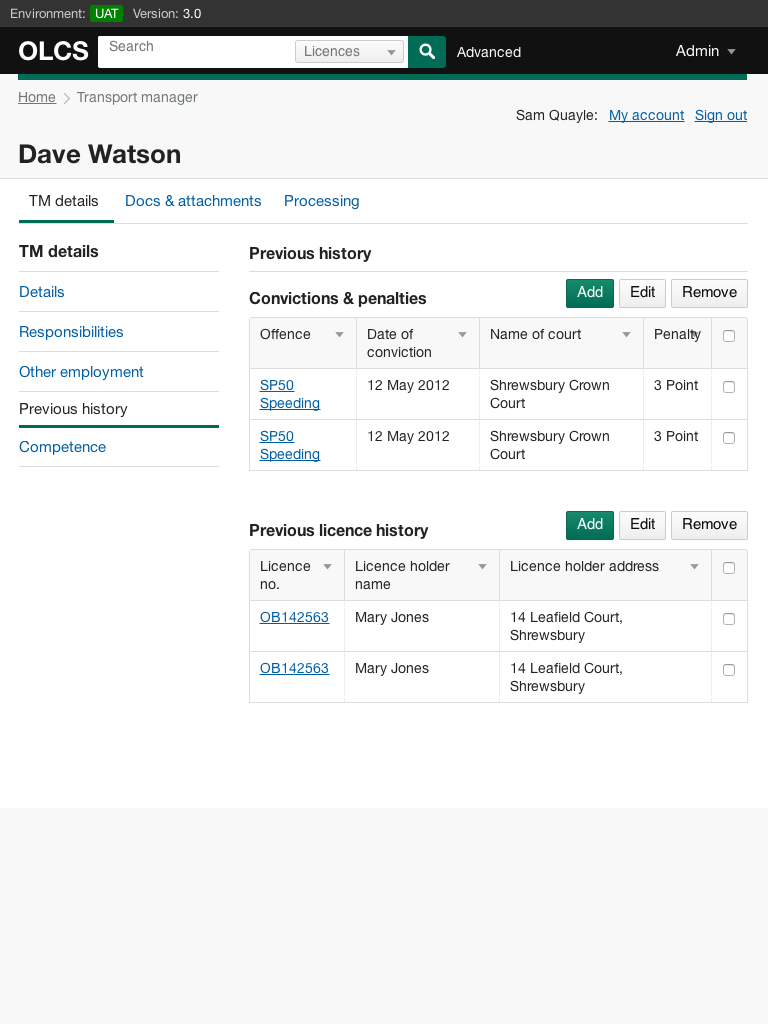 Environment: UAT Version: 3.0
OLCS Search Licences Advanced Admin
Home Transport manager
Sam Quayle: My account Sign out
Dave Watson
TM details Docs & attachments Processing
TM details
Details
Responsibilities
Other employment
Previous history
Competence
Previous history
Convictions & penalties Add Edit Remove
Offence Date of Name of court Penalty
conviction
SP50 12 May 2012 Shrewsbury Crown 3 Point
Speeding Court
SP50 12 May 2012 Shrewsbury Crown 3 Point
Speeding Court
Previous licence history Add Edit Remove
Licence Licence holder Licence holder address
no. name
OB142563 Mary Jones 14 Leafield Court,
Shrewsbury
OB142563 Mary Jones 14 Leafield Court,
Shrewsbury